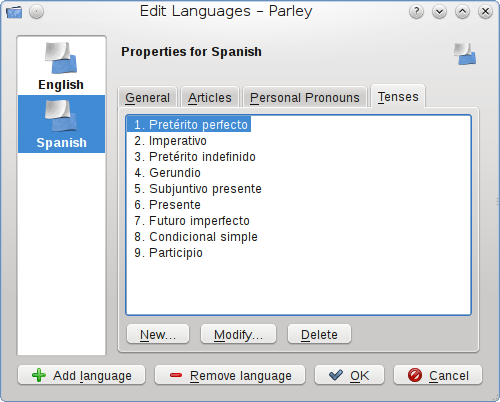 Edit Languages – Parley
English
Spanish
Properties for Spanish
General Articles Personal Pronouns Tenses
1. Pretérito perfecto
2. Imperativo
3. Pretérito indefinido
4. Gerundio
5. Subjuntivo presente
6. Presente
7. Futuro imperfecto
8. Condicional simple
9. Participio
New... Modify... Delete
Add language Remove language OK Cancel